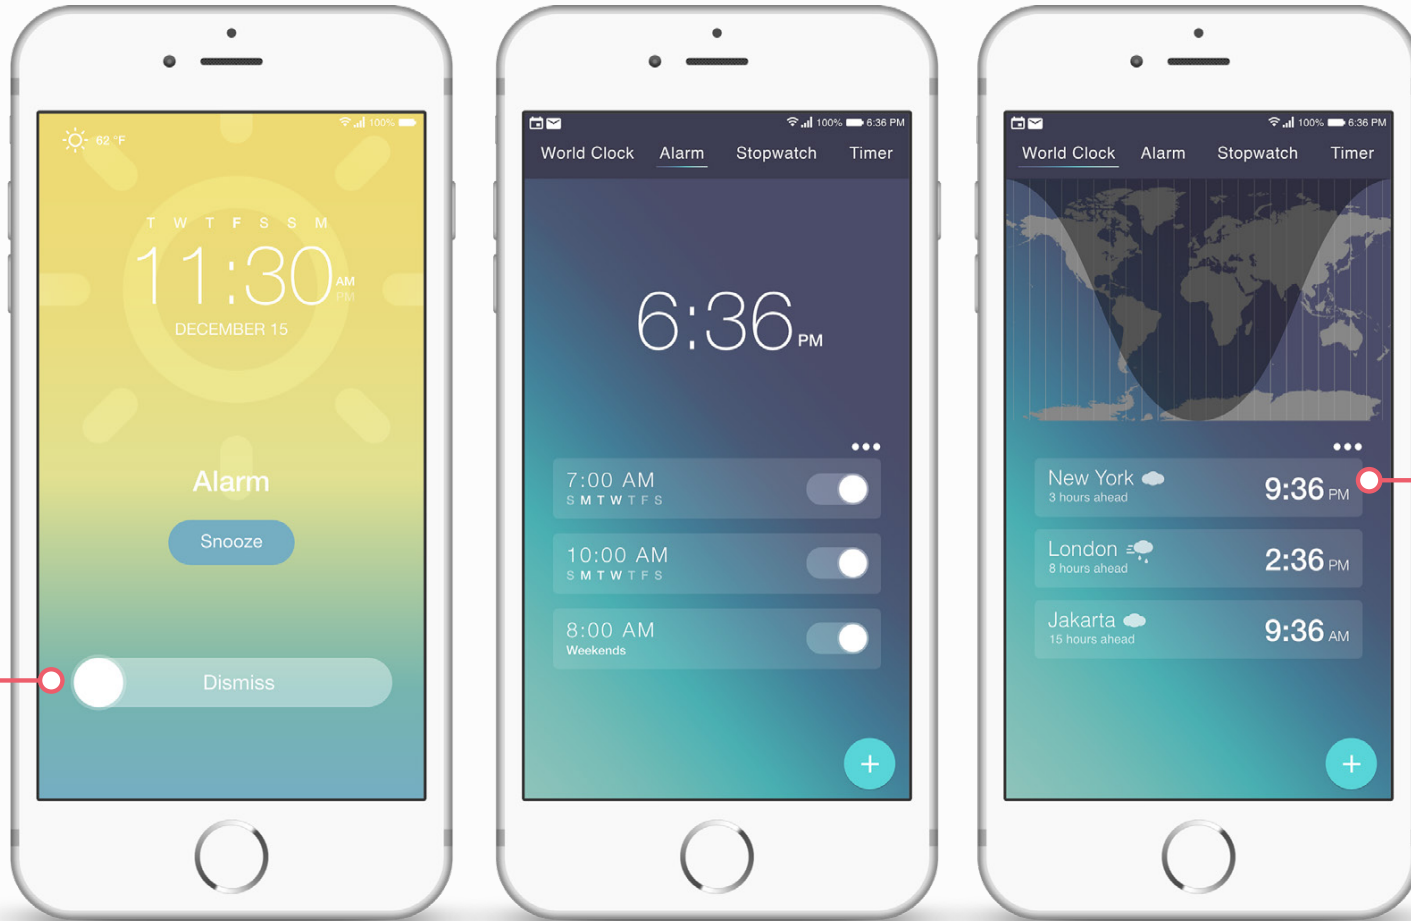 62 °F
100%
T W T F S S M
11:30 AM
PM
DECEMBER 15
Alarm
Snooze
Dismiss
100% 6:36 PM
World Clock Alarm Stopwatch Timer
6:36 PM
7:00 AM
S M T W T F S
10:00 AM
S M T W T F S
8:00 AM
Weekends
+
100% 6:36 PM
World Clock Alarm Stopwatch Timer
New York
3 hours ahead
9:36 PM
London
8 hours ahead
2:36 PM
Jakarta
15 hours ahead
9:36 AM
+